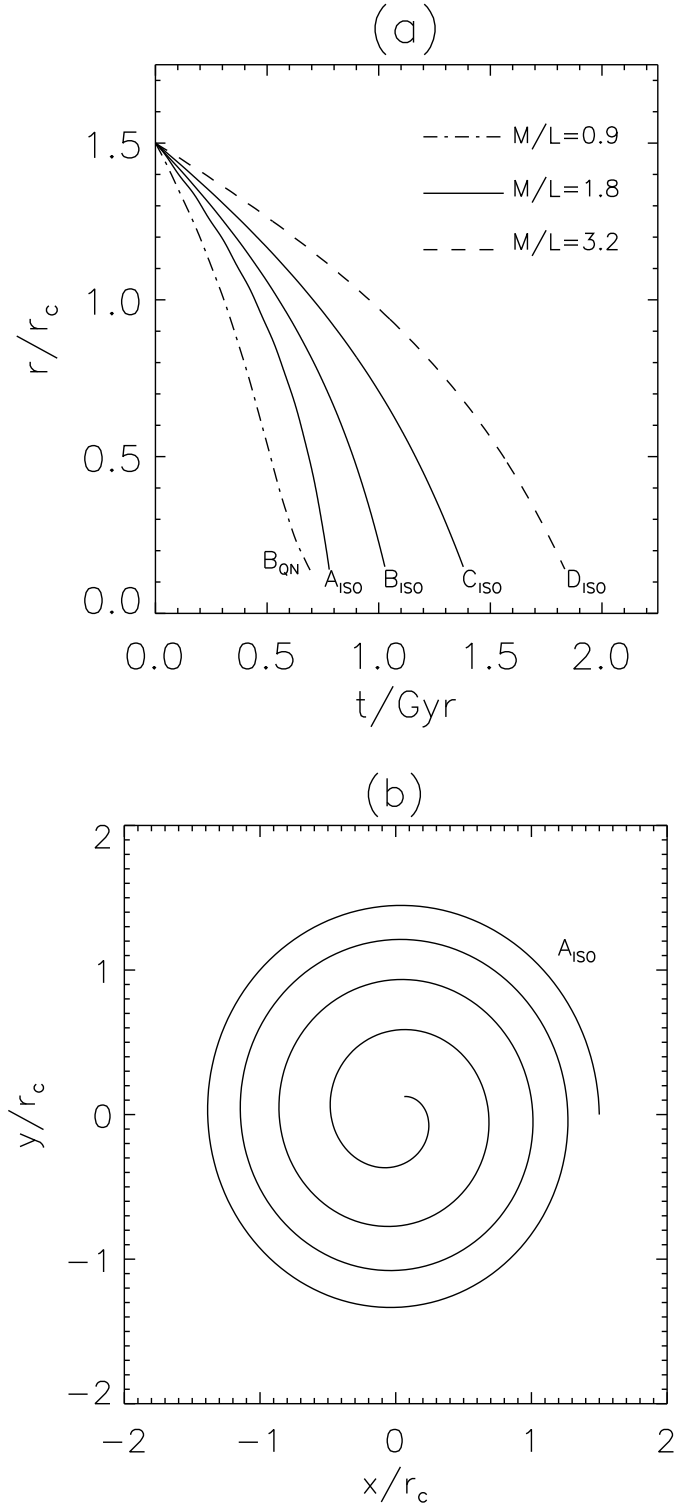 (a)
M/L=0.9
M/L=1.8
M/L=3.2
1.5
1.0
0.5
0.0
r/r_c
B_QN A_ISO B_ISO C_ISO D_ISO
0.0 0.5 1.0 1.5 2.0
t/Gyr
(b)
2
1
0
−1
−2
y/r_c
A_ISO
−2 −1 0 1 2
x/r_c